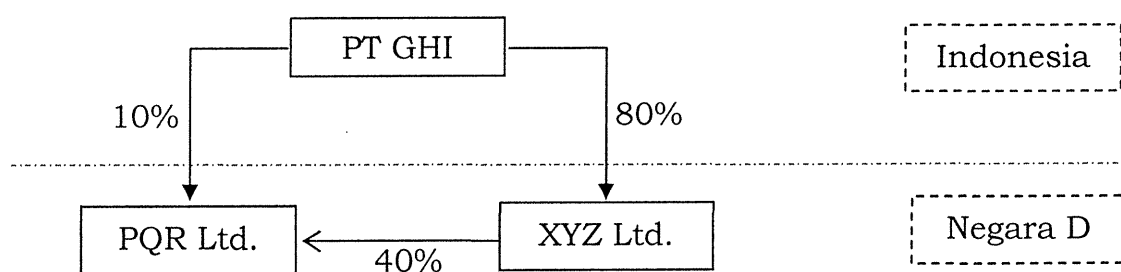 PT GHI
Indonesia
10%
80%
PQR Ltd.
XYZ Ltd.
Negara D
40%